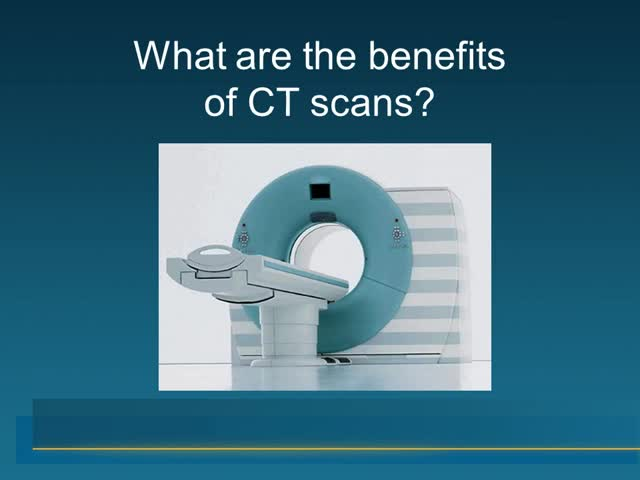 What are the benefits
of CT scans?